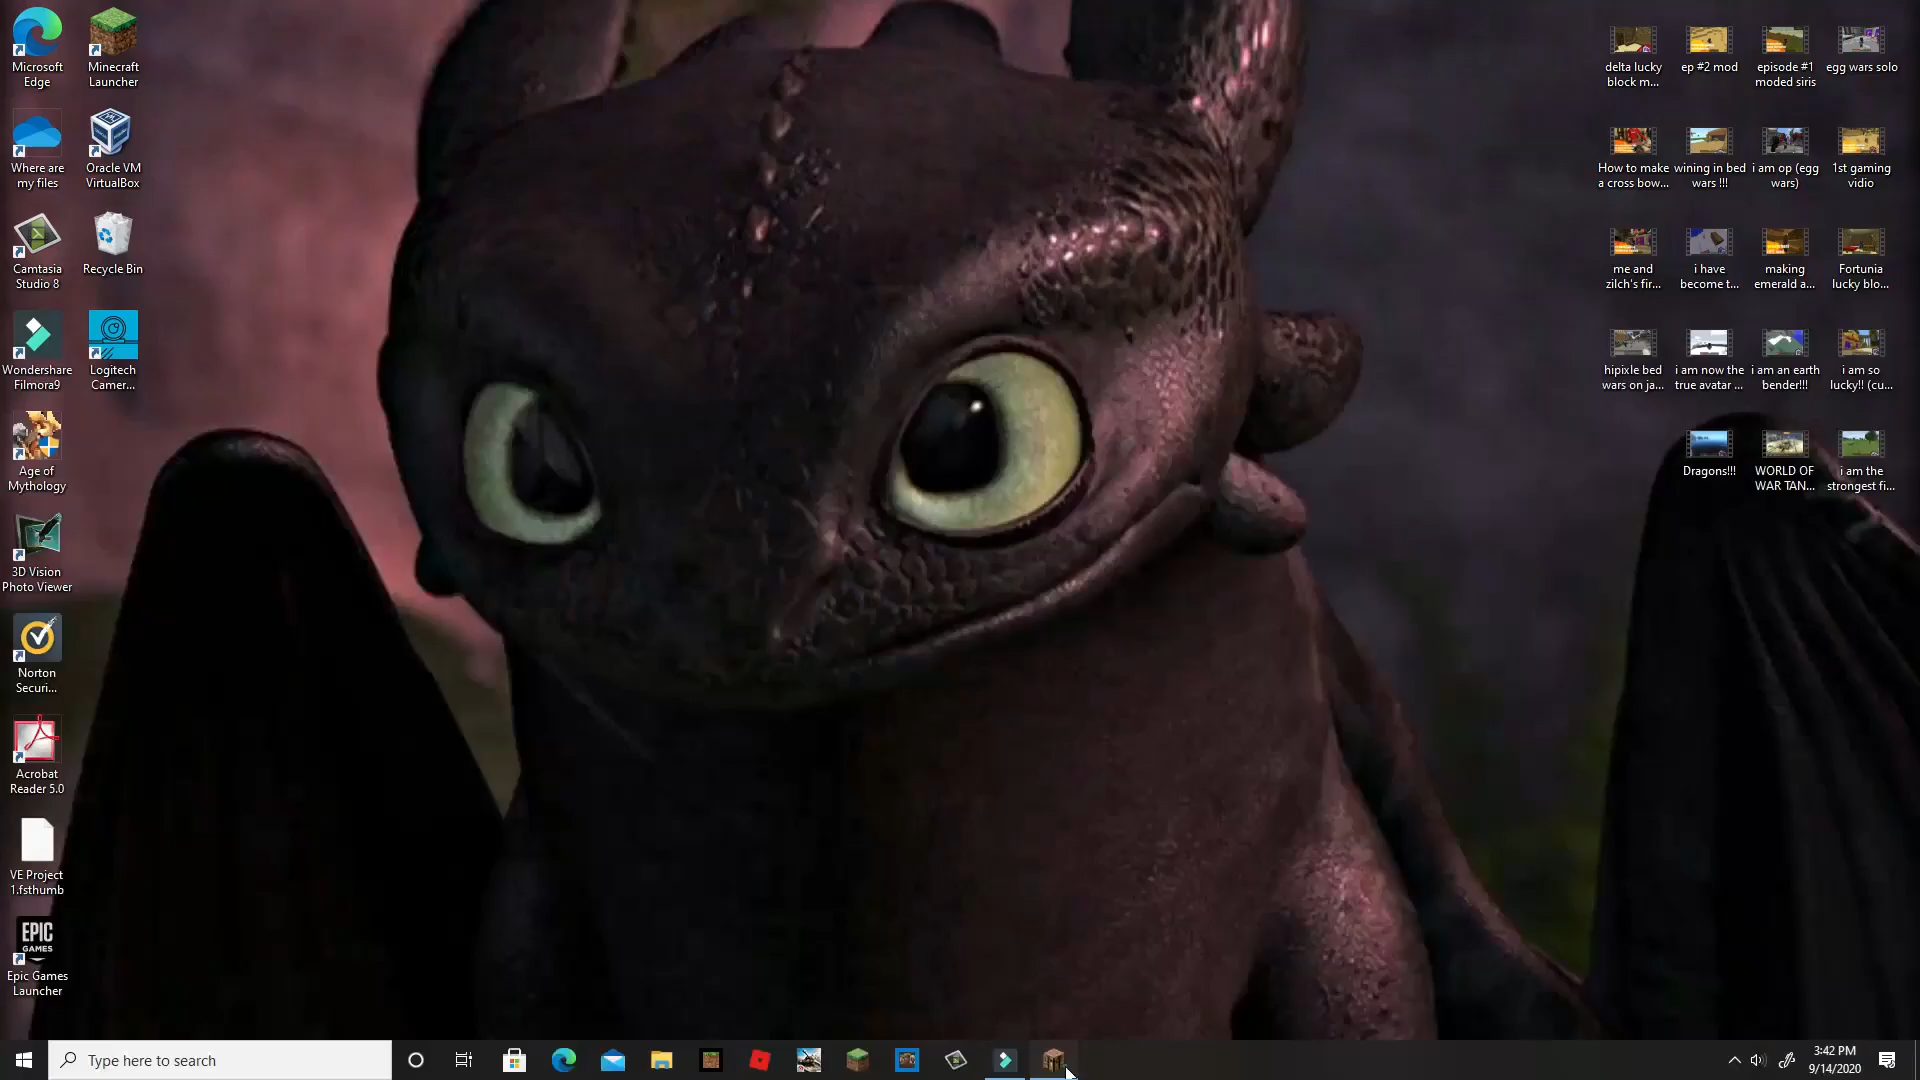 Microsoft
Edge
Minecraft
Launcher
Where are
my files
Oracle VM
VirtualBox
Camtasia
Studio 8
Recycle Bin
Wondershare
Filmora9
Logitech
Camer...
Age of
Mythology
3D Vision
Photo Viewer
Norton
Securi...
Acrobat
Reader 5.0
VE Project
1.fsthumb
EPIC
GAMES
Epic Games
Launcher
delta lucky
block m...
ep #2 mod
episode #1
moded siris
egg wars solo
How to make
a cross bow...
wining in bed
wars !!!
i am op (egg
wars)
1st gaming
vidio
me and
zilch's fir...
i have
become t...
making
emerald a...
Fortunia
lucky blo...
hipixle bed
wars on ja...
i am now the
true avatar ...
i am an earth
bender!!!
i am so
lucky!! (cu...
Dragons!!!
WORLD OF
WAR TAN...
i am the
strongest fi...
Type here to search
3:42 PM
9/14/2020